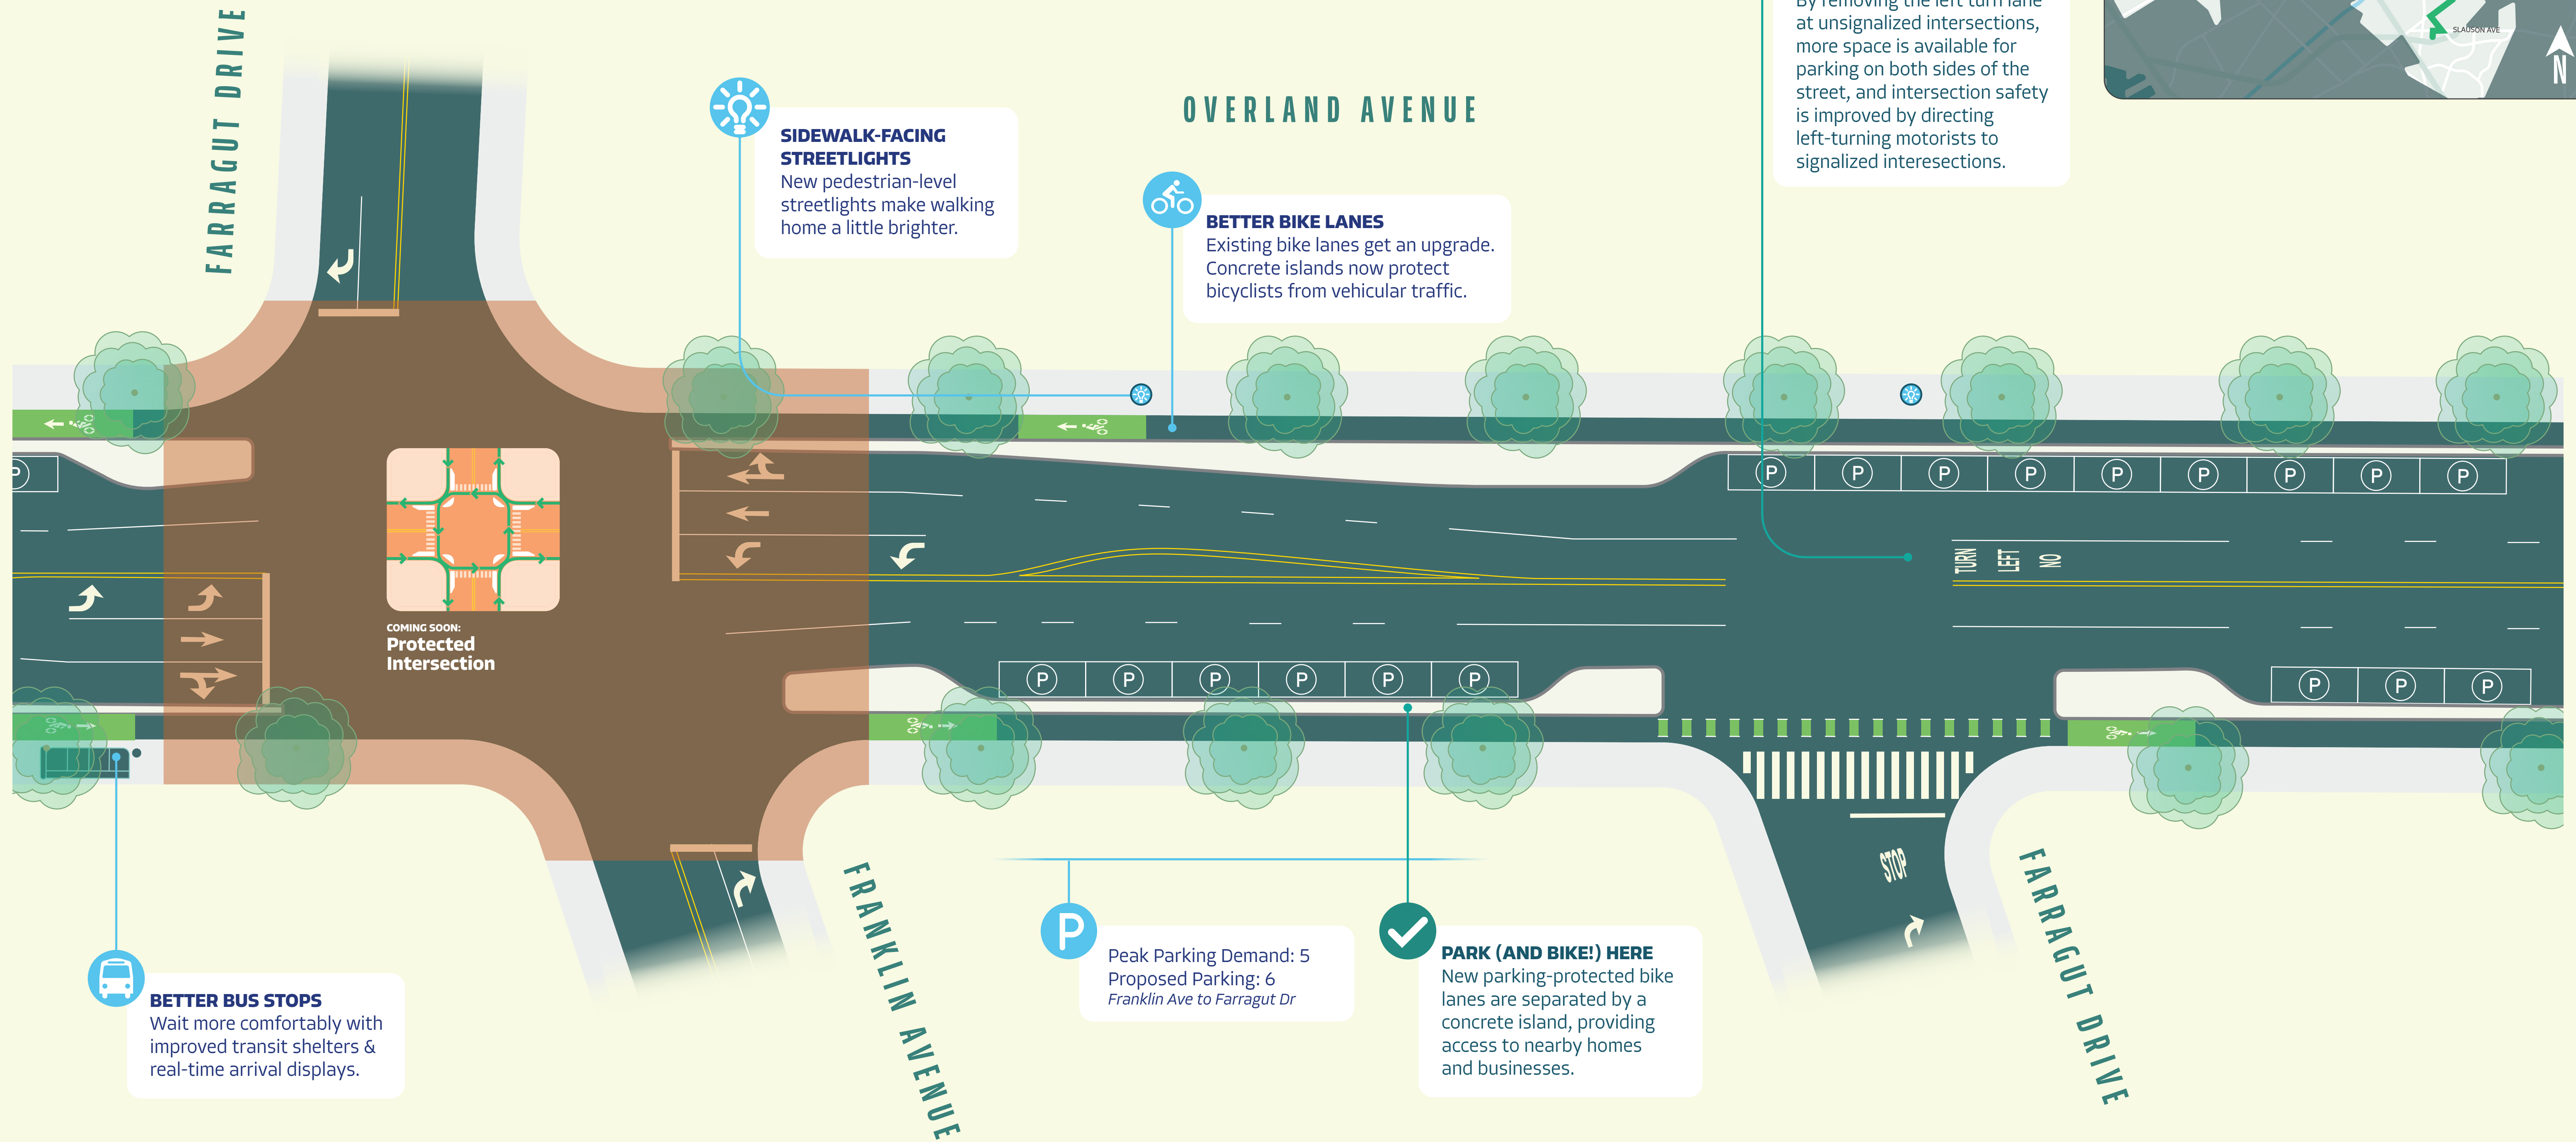 FARRAGUT DRIVE
By removing the left turn lane
at unsignalized intersections,
more space is available for
parking on both sides of the
street, and intersection safety
is improved by directing
left-turning motorists to
signalized interesections.
SLAUSON AVE
N
OVERLAND AVENUE
SIDEWALK-FACING
STREETLIGHTS
New pedestrian-level
streetlights make walking
home a little brighter.
BETTER BIKE LANES
Existing bike lanes get an upgrade.
Concrete islands now protect
bicyclists from vehicular traffic.
P
P P P P P P P P P
TURN
LEFT
NO
COMING SOON:
Protected
Intersection
P P P P P P
P P P
STOP
FRANKLIN AVENUE
FARRAGUT DRIVE
P
Peak Parking Demand: 5
Proposed Parking: 6
Franklin Ave to Farragut Dr
PARK (AND BIKE!) HERE
New parking-protected bike
lanes are separated by a
concrete island, providing
access to nearby homes
and businesses.
BETTER BUS STOPS
Wait more comfortably with
improved transit shelters &
real-time arrival displays.